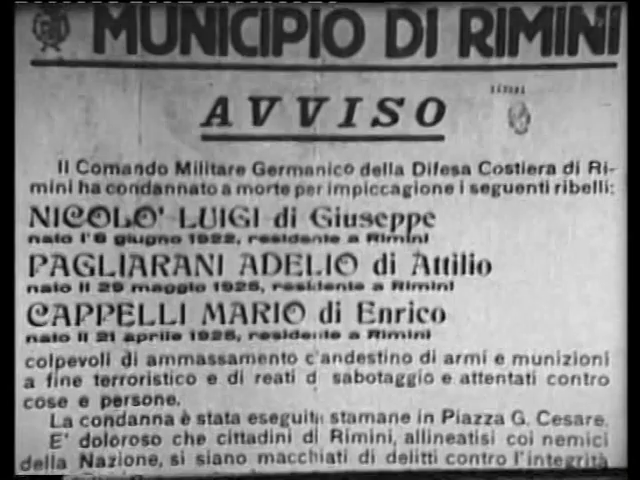 MUNICIPIO DI RIMINI
AVVISO
Il Comando Militare Germanico della Difesa Costiera di Ri-
mini ha condannato a morte per impiccagione i seguenti ribelli:
NICOLO' LUIGI di Giuseppe
nato l'8 giugno 1922, residente a Rimini
PAGLIARANI ADELIO di Attilio
nato il 29 maggio 1925, residente a Rimini
CAPPELLI MARIO di Enrico
nato il 21 aprile 1925, residente a Rimini
colpevoli di ammassamento c'andestino di armi e munizioni
a fine terroristico e di reati d sabotaggio e attentati contro
cose e persone.
La condanna è stata eseguita stamane in Piazza G. Cesare.
E' doloroso che cittadini di Rimini, allineatisi coi nemici
della Nazione, si siano macchiati di delitti contro l'integrità